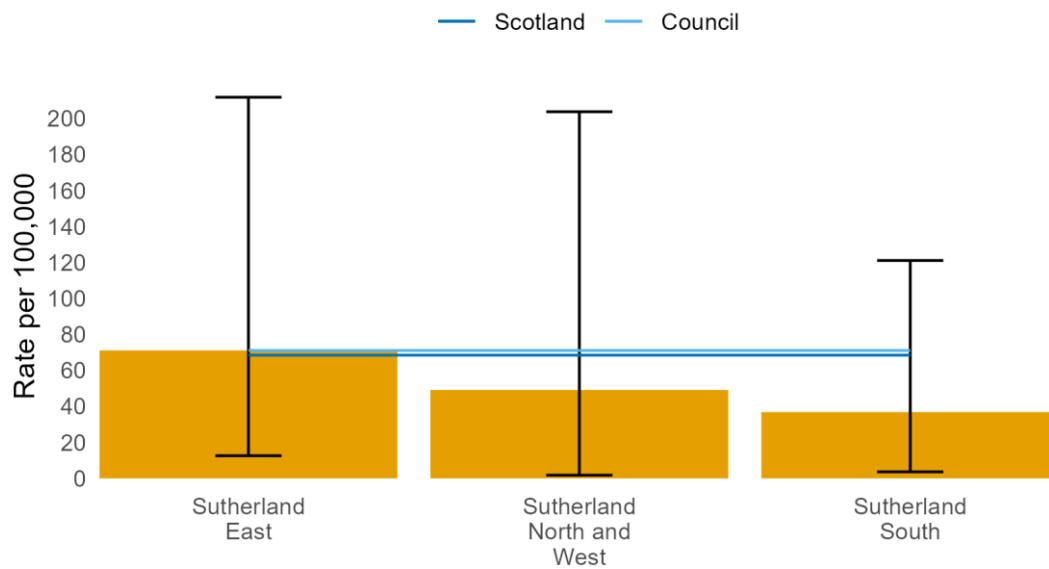 Scotland Council
Rate per 100,000
200
180
160
140
120
100
80
60
40
20
0
Sutherland
East
Sutherland
North and
West
Sutherland
South